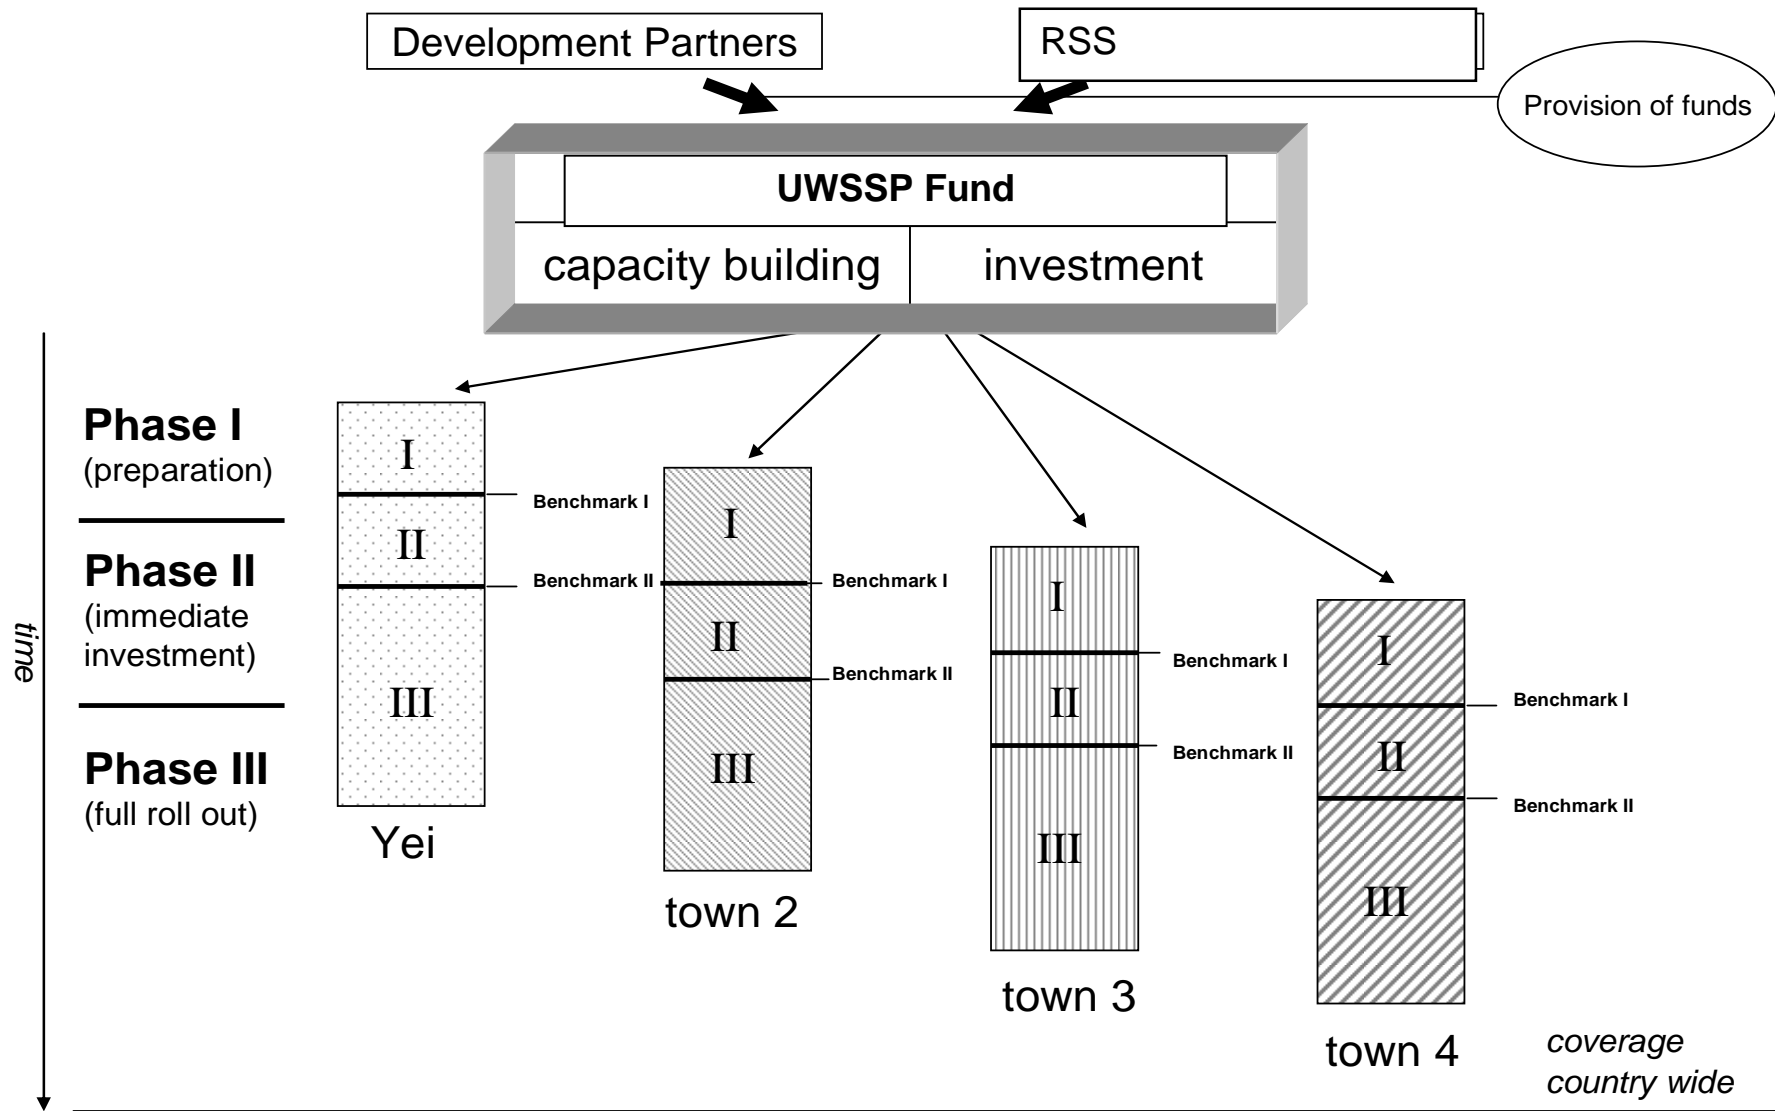 Development Partners
RSS
Provision of funds
UWSSP Fund
capacity building
investment
time
Phase I
(preparation)
Phase II
(immediate
investment)
Phase III
(full roll out)
I
Benchmark I
II
Benchmark II
III
Yei
I
Benchmark I
II
Benchmark II
III
town 2
I
Benchmark I
II
Benchmark II
III
town 3
I
Benchmark I
II
Benchmark II
III
town 4
coverage
country wide